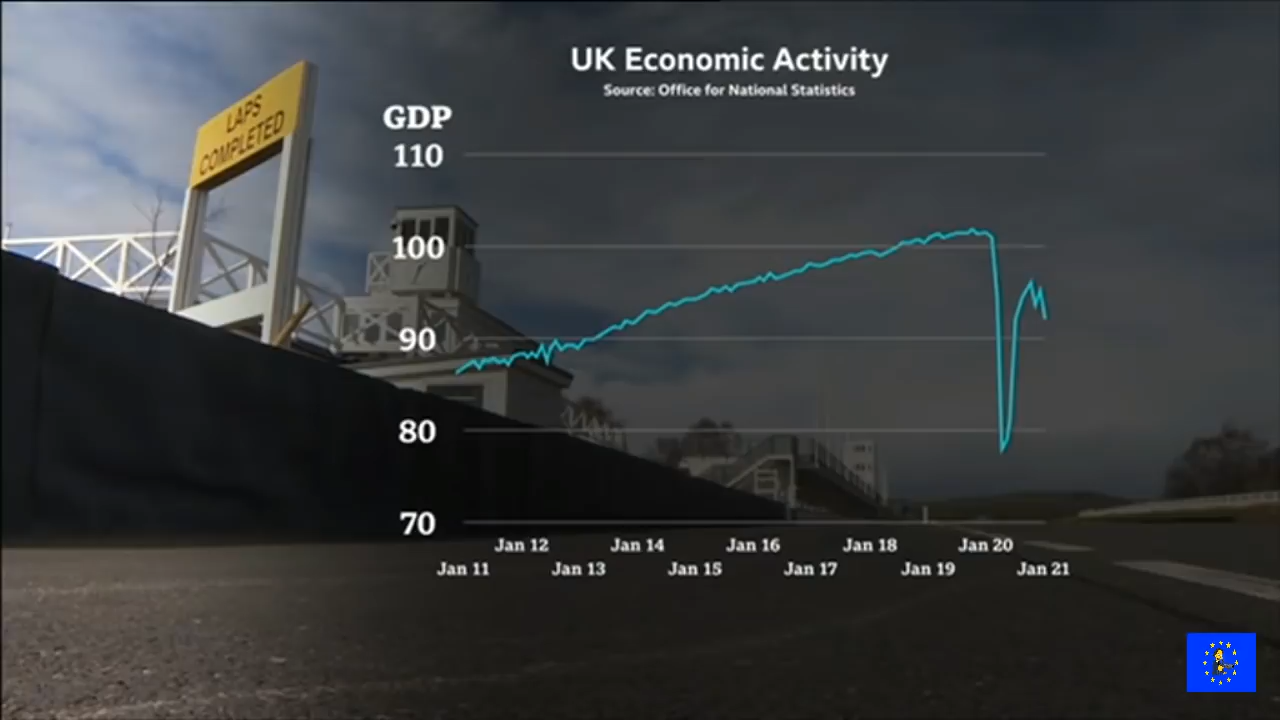 LAPS
COMPLETED
UK Economic Activity
Source: Office for National Statistics
GDP
110
100
90
80
70
Jan 12 Jan 14 Jan 16 Jan 18 Jan 20
Jan 11 Jan 13 Jan 15 Jan 17 Jan 19 Jan 21